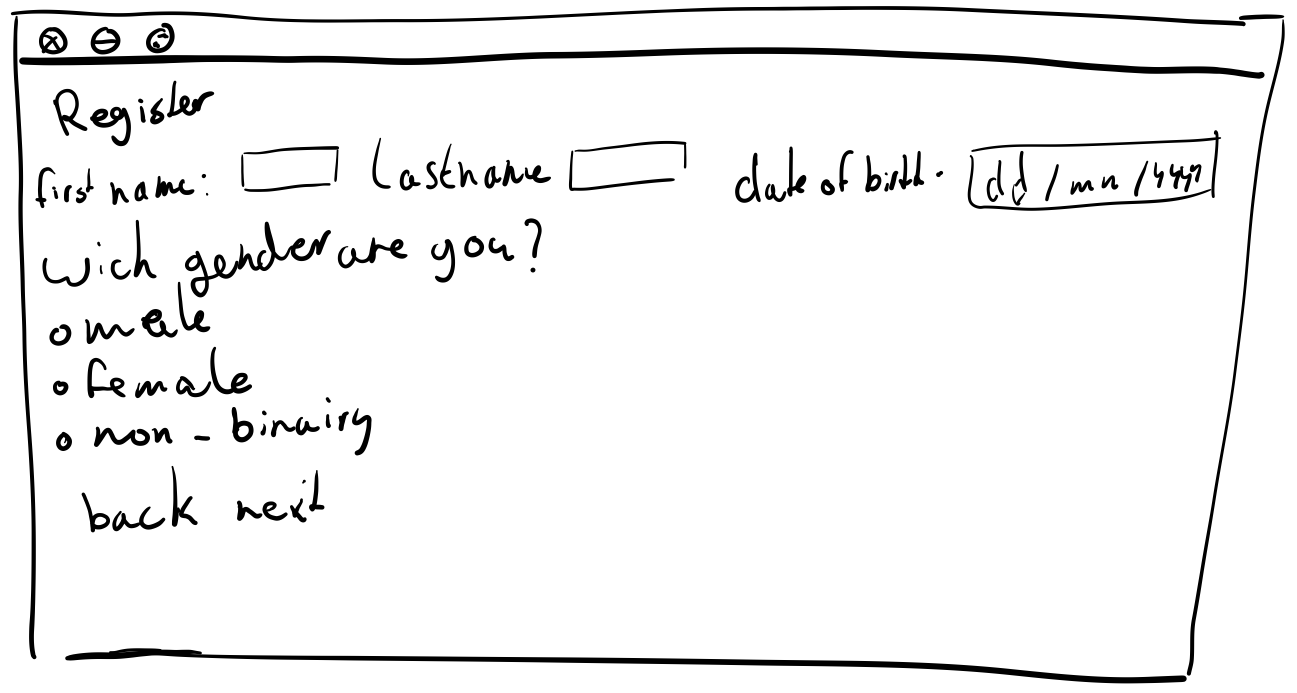 Register
first name: Lastname date of birth. dd / mn / yyyy
wich gender are you?
male
female
non-binairy
back next